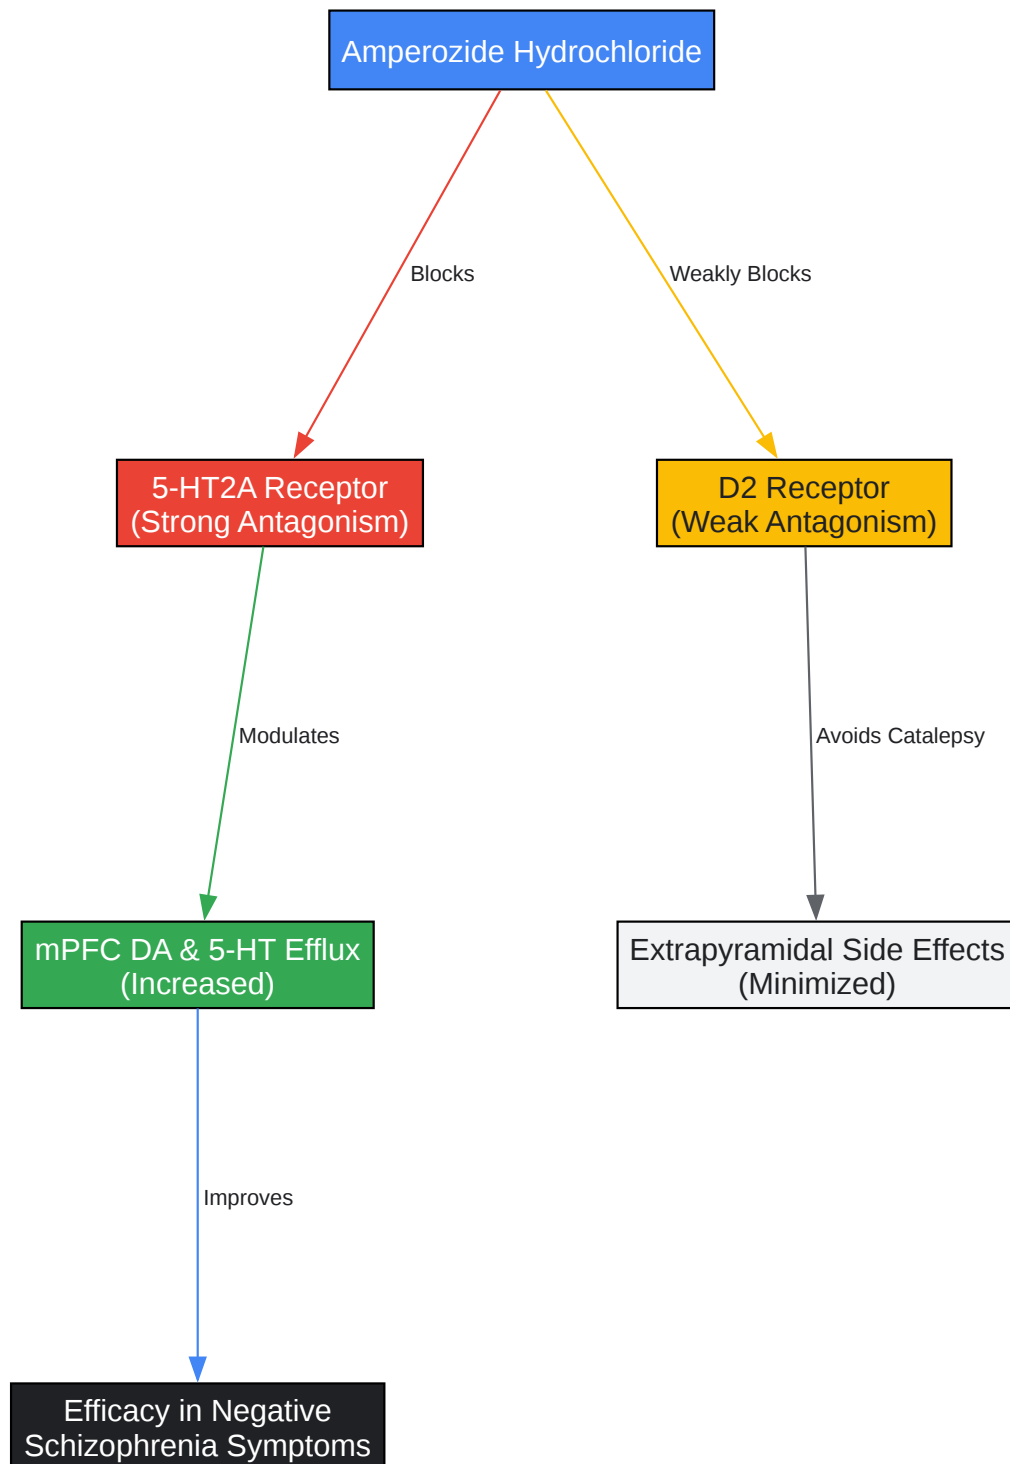 Amperozide Hydrochloride
Blocks
Weakly Blocks
5-HT2A Receptor
(Strong Antagonism)
D2 Receptor
(Weak Antagonism)
Modulates
Avoids Catalepsy
mPFC DA & 5-HT Efflux
(Increased)
Extrapyramidal Side Effects
(Minimized)
Improves
Efficacy in Negative
Schizophrenia Symptoms